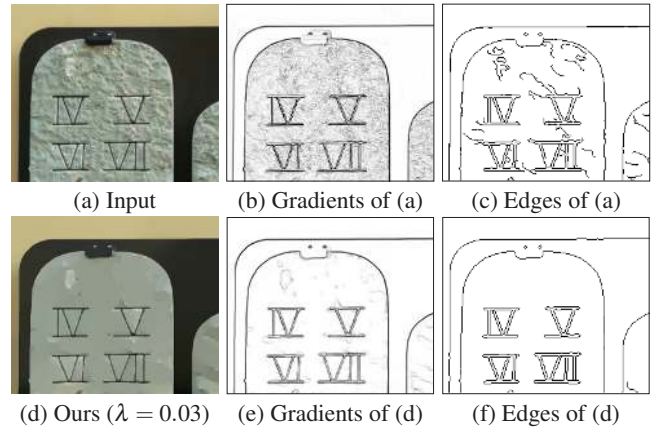 IV V IV V IV V
VI VII VI VII VI VII
(a) Input (b) Gradients of (a) (c) Edges of (a)
IV V IV V IV V
VI VII VI VII VI VII
(d) Ours (λ = 0.03) (e) Gradients of (d) (f) Edges of (d)